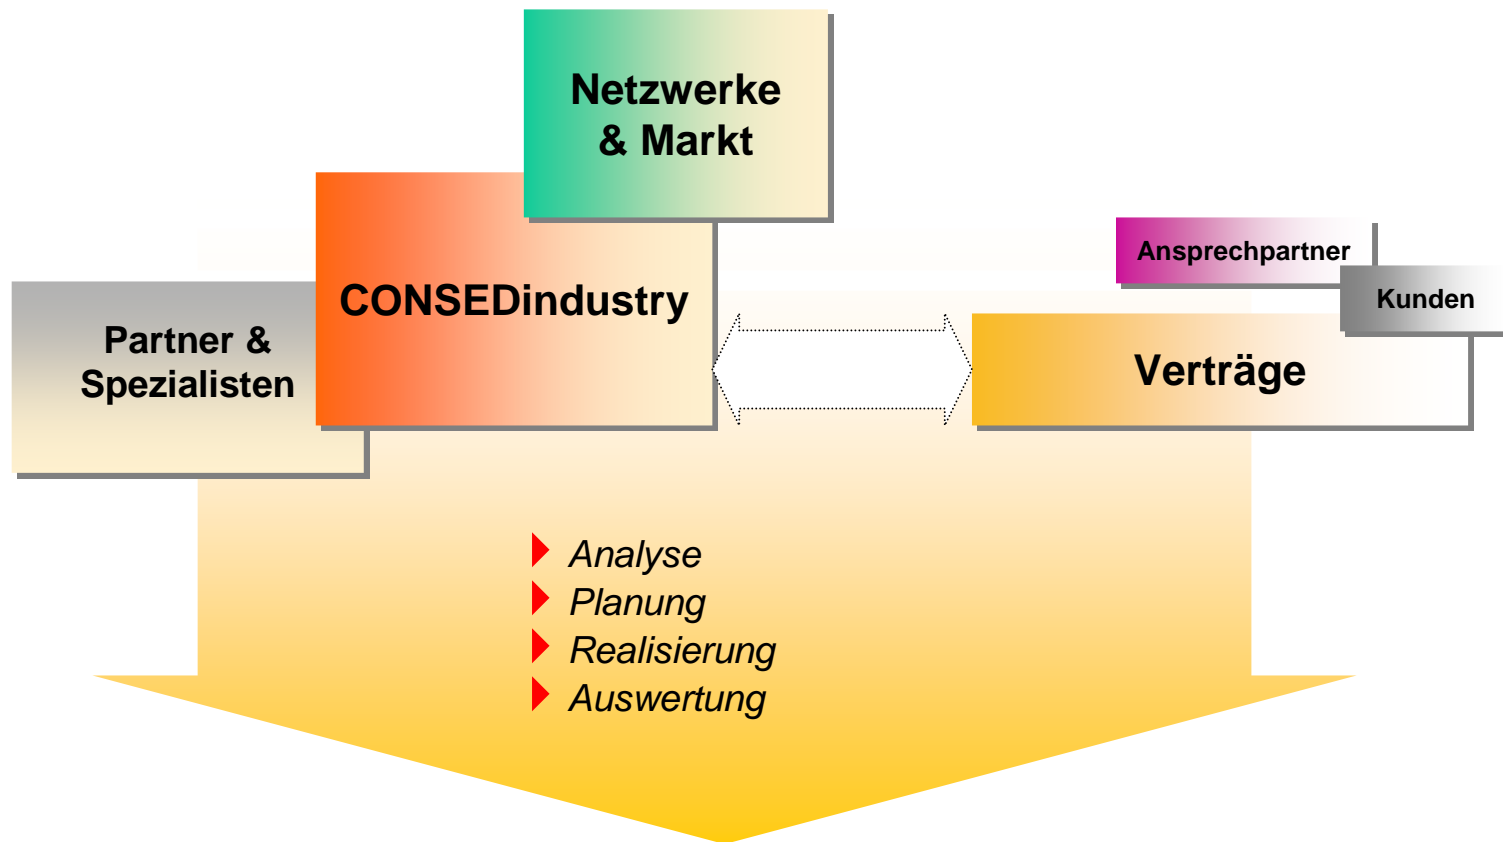 Netzwerke
& Markt
CONSEDindustry
Partner &
Spezialisten
Ansprechpartner
Kunden
Verträge
Analyse
Planung
Realisierung
Auswertung